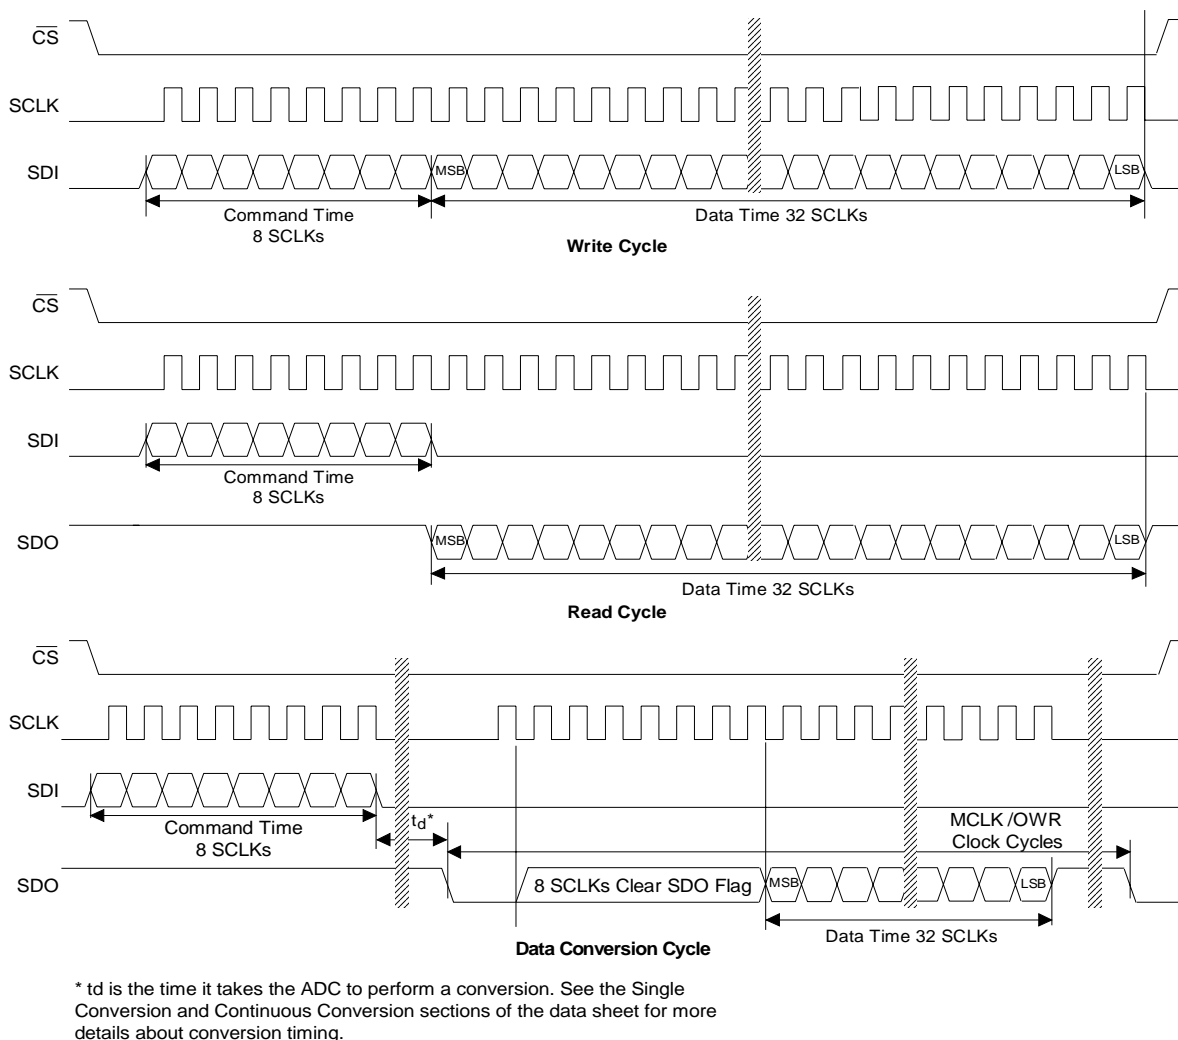 CS
SCLK
SDI
MSB
LSB
Command Time
8 SCLKs
Data Time 32 SCLKs
Write Cycle
CS
SCLK
SDI
Command Time
8 SCLKs
SDO
MSB
LSB
Data Time 32 SCLKs
Read Cycle
CS
SCLK
SDI
Command Time
8 SCLKs
td*
MCLK /OWR
Clock Cycles
SDO
8 SCLKs Clear SDO Flag
MSB
LSB
Data Time 32 SCLKs
Data Conversion Cycle
* td is the time it takes the ADC to perform a conversion. See the Single
Conversion and Continuous Conversion sections of the data sheet for more
details about conversion timing.